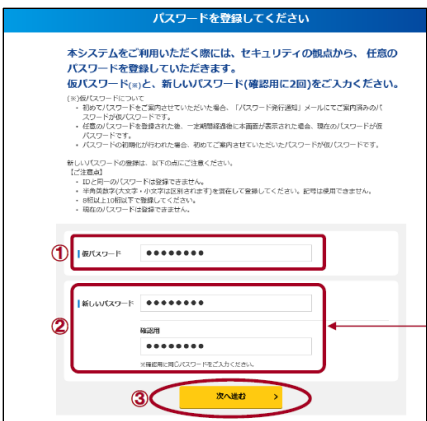 パスワードを登録してください
本システムをご利用いただく際には、セキュリティの観点から、任意の
パスワードを登録していただきます。
仮パスワード(※)と、新しいパスワード(確認用に2回)をご入力ください。
(※)仮パスワードについて
・ 初めてパスワードをご案内させていただいた場合、「パスワード発行通知」メールにてご案内済みのパ
スワードが仮パスワードです。
・ 任意のパスワードを登録された後、一定期間経過後に本画面が表示された場合、現在のパスワードが仮
パスワードです。
・ パスワードの初期化が行われた場合、初めてご案内させていただいたパスワードが仮パスワードです。
新しいパスワードの登録は、以下の点にご注意ください。
【ご注意点】
・ IDと同一のパスワードは登録できません。
・ 半角英数字(大文字・小文字は区別されます)を混在して登録してください。記号は使用できません。
・ 8桁以上10桁以下で登録してください。
・ 現在のパスワードは登録できません。
① 仮パスワード ●●●●●●●●
② 新しいパスワード ●●●●●●●●
確認用
●●●●●●●●
※確認用に同じパスワードをご入力ください。
③ 次へ進む >